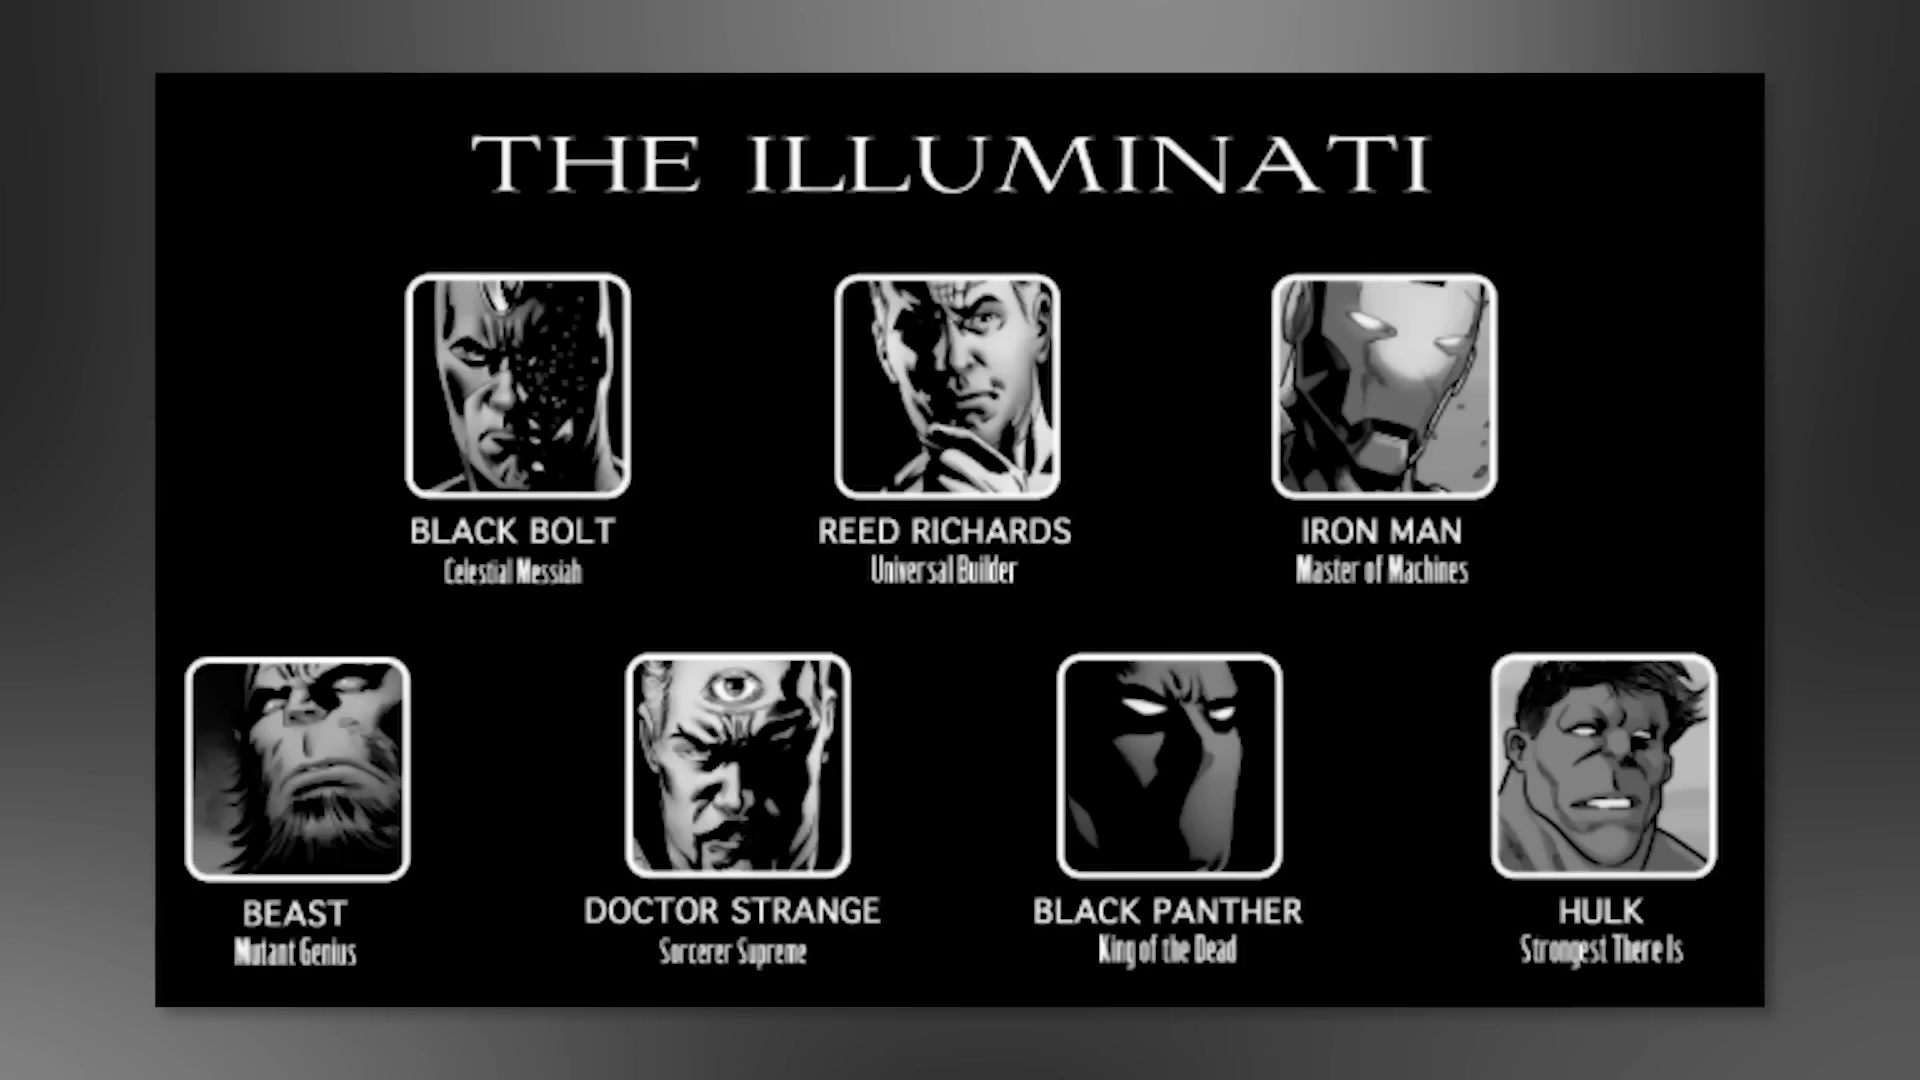 THE ILLUMINATI
BLACK BOLT
Celestial Messiah
REED RICHARDS
Universal Builder
IRON MAN
Master of Machines
BEAST
Mutant Genius
DOCTOR STRANGE
Sorcerer Supreme
BLACK PANTHER
King of the Dead
HULK
Strongest There Is